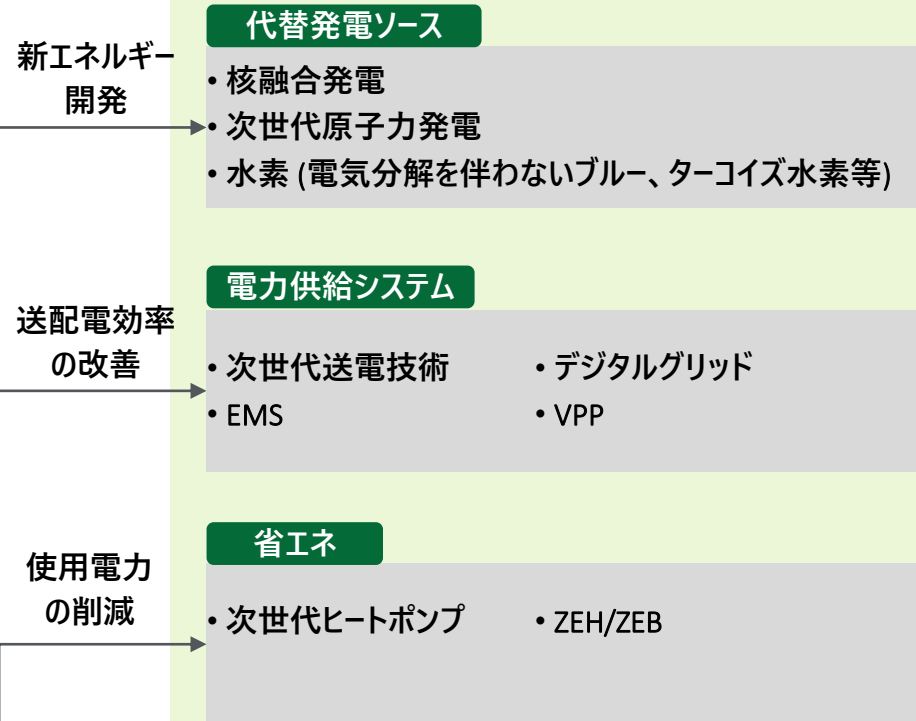 代替発電ソース
新エネルギー
開発
• 核融合発電
• 次世代原子力発電
• 水素 (電気分解を伴わないブルー、ターコイズ水素等)
電力供給システム
送配電効率
の改善
• 次世代送電技術
• デジタルグリッド
• EMS
• VPP
省エネ
使用電力
の削減
• 次世代ヒートポンプ
• ZEH/ZEB